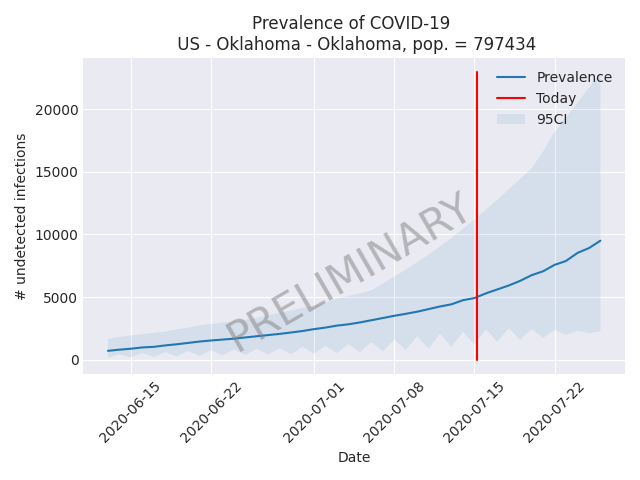 Prevalence of COVID-19
US - Oklahoma - Oklahoma, pop. = 797434
Prevalence
Today
95CI
# undetected infections
20000
15000
10000
5000
0
PRELIMINARY
2020-06-15
2020-06-22
2020-07-01
2020-07-08
2020-07-15
2020-07-22
Date